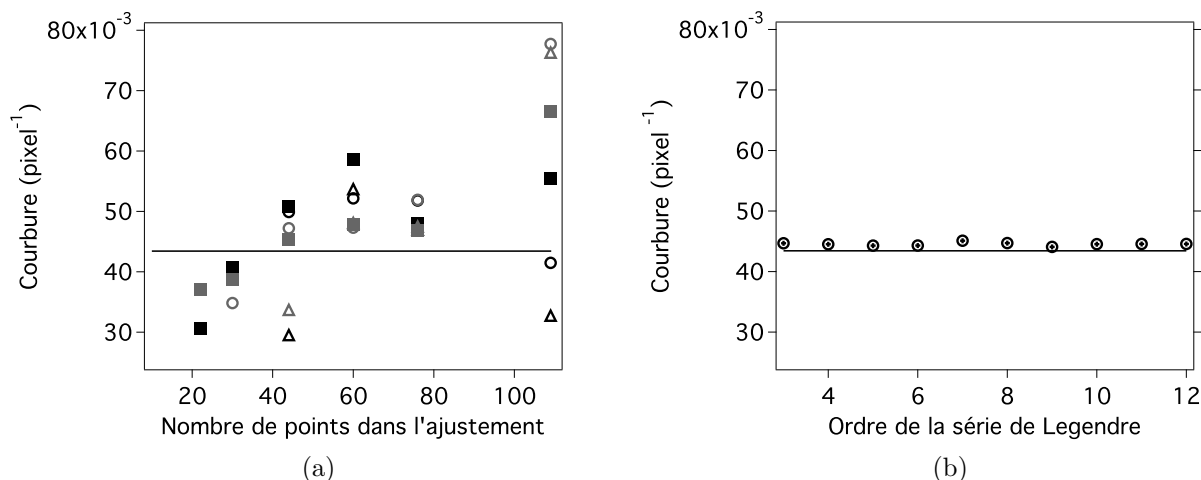 80x10-3
70
60
50
40
30
Courbure (pixel-1)
20 40 60 80 100
Nombre de points dans l'ajustement
(a)
80x10-3
70
60
50
40
30
Courbure (pixel -1)
4 6 8 10 12
Ordre de la série de Legendre
(b)